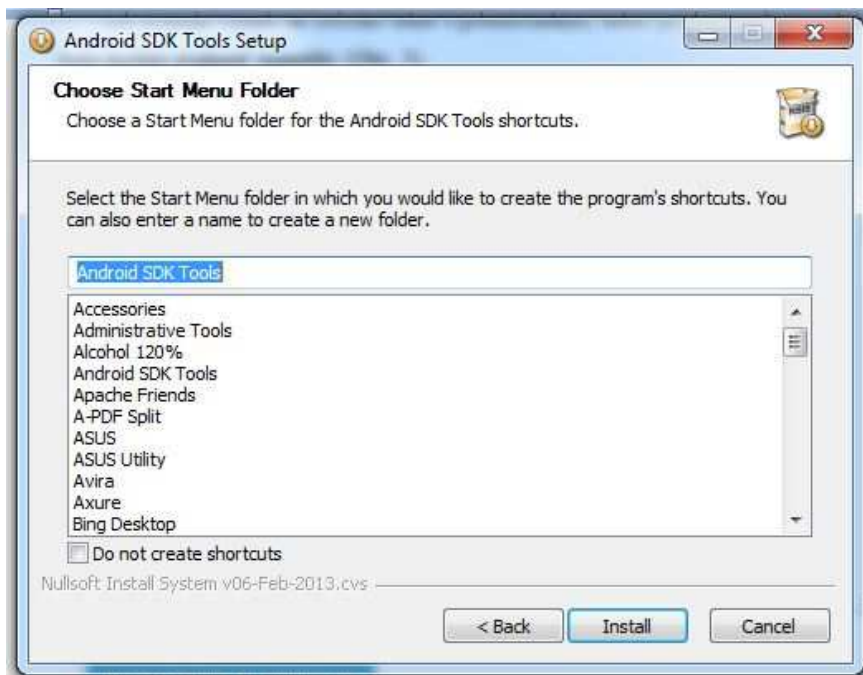 Android SDK Tools Setup
Choose Start Menu Folder
Choose a Start Menu folder for the Android SDK Tools shortcuts.
Select the Start Menu folder in which you would like to create the program's shortcuts. You
can also enter a name to create a new folder.
Android SDK Tools
Accessories
Administrative Tools
Alcohol 120%
Android SDK Tools
Apache Friends
A-PDF Split
ASUS
ASUS Utility
Avira
Axure
Bing Desktop
Do not create shortcuts
Nullsoft Install System v06-Feb-2013.cvs
< Back Install Cancel